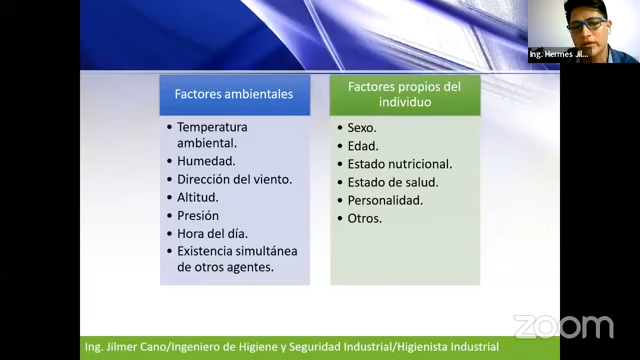 Ing. Hermes Jil...
Factores ambientales
• Temperatura
ambiental.
• Humedad.
• Dirección del viento.
• Altitud.
• Presión
• Hora del día.
• Existencia simultánea
de otros agentes.
Factores propios del
individuo
• Sexo.
• Edad.
• Estado nutricional.
• Estado de salud.
• Personalidad.
• Otros.
zoom
Ing. Jilmer Cano/Ingeniero de Higiene y Seguridad Industrial/Higienista Industrial